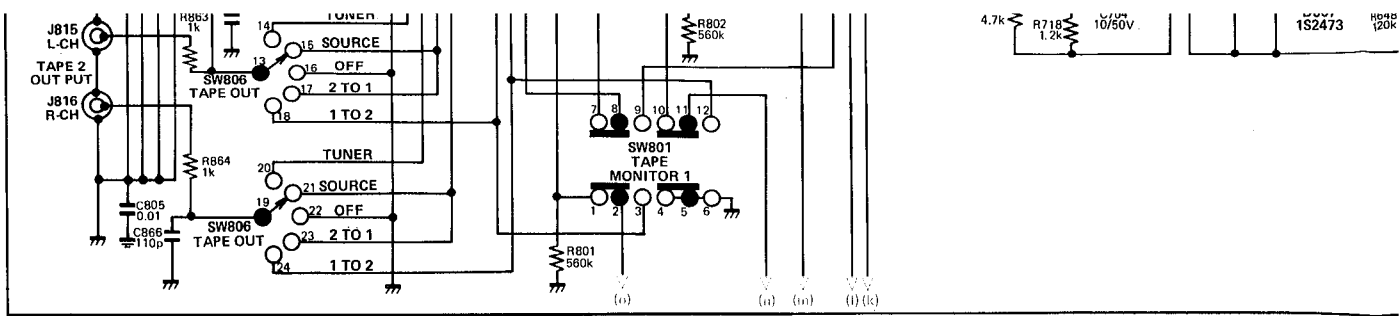 J815
L-CH
TAPE 2
OUT PUT
J816
R-CH
R863
1k
R864
1k
C805
0.01
C866
110p
TUNER
14
15 SOURCE
13
16 OFF
SW806
TAPE OUT
17 2 TO 1
18 1 TO 2
TUNER
20
21 SOURCE
19
22 OFF
SW806
TAPE OUT
23 2 TO 1
24 1 TO 2
R802
560k
7 8 9 10 11 12
SW801
TAPE
MONITOR 1
1 2 3 4 5 6
R801
560k
(o) (n) (m) (l) (k)
4.7k
R718
1.2k
10/50V
1S2473
120k